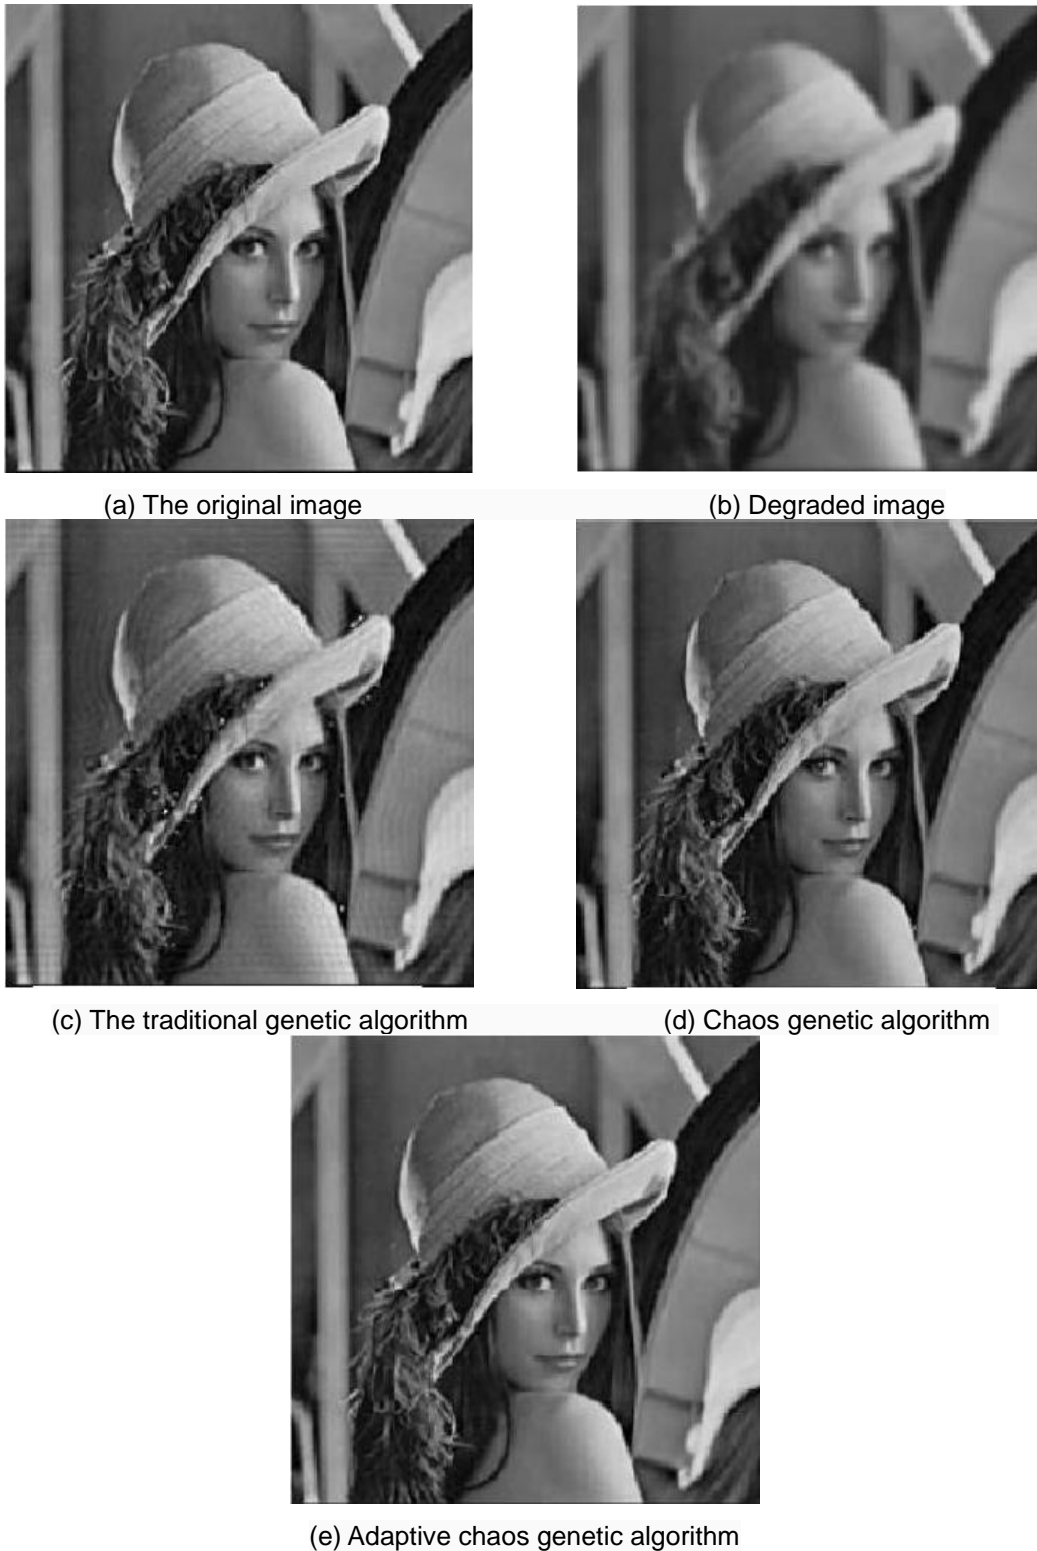 (a) The original image
(b) Degraded image
(c) The traditional genetic algorithm
(d) Chaos genetic algorithm
(e) Adaptive chaos genetic algorithm